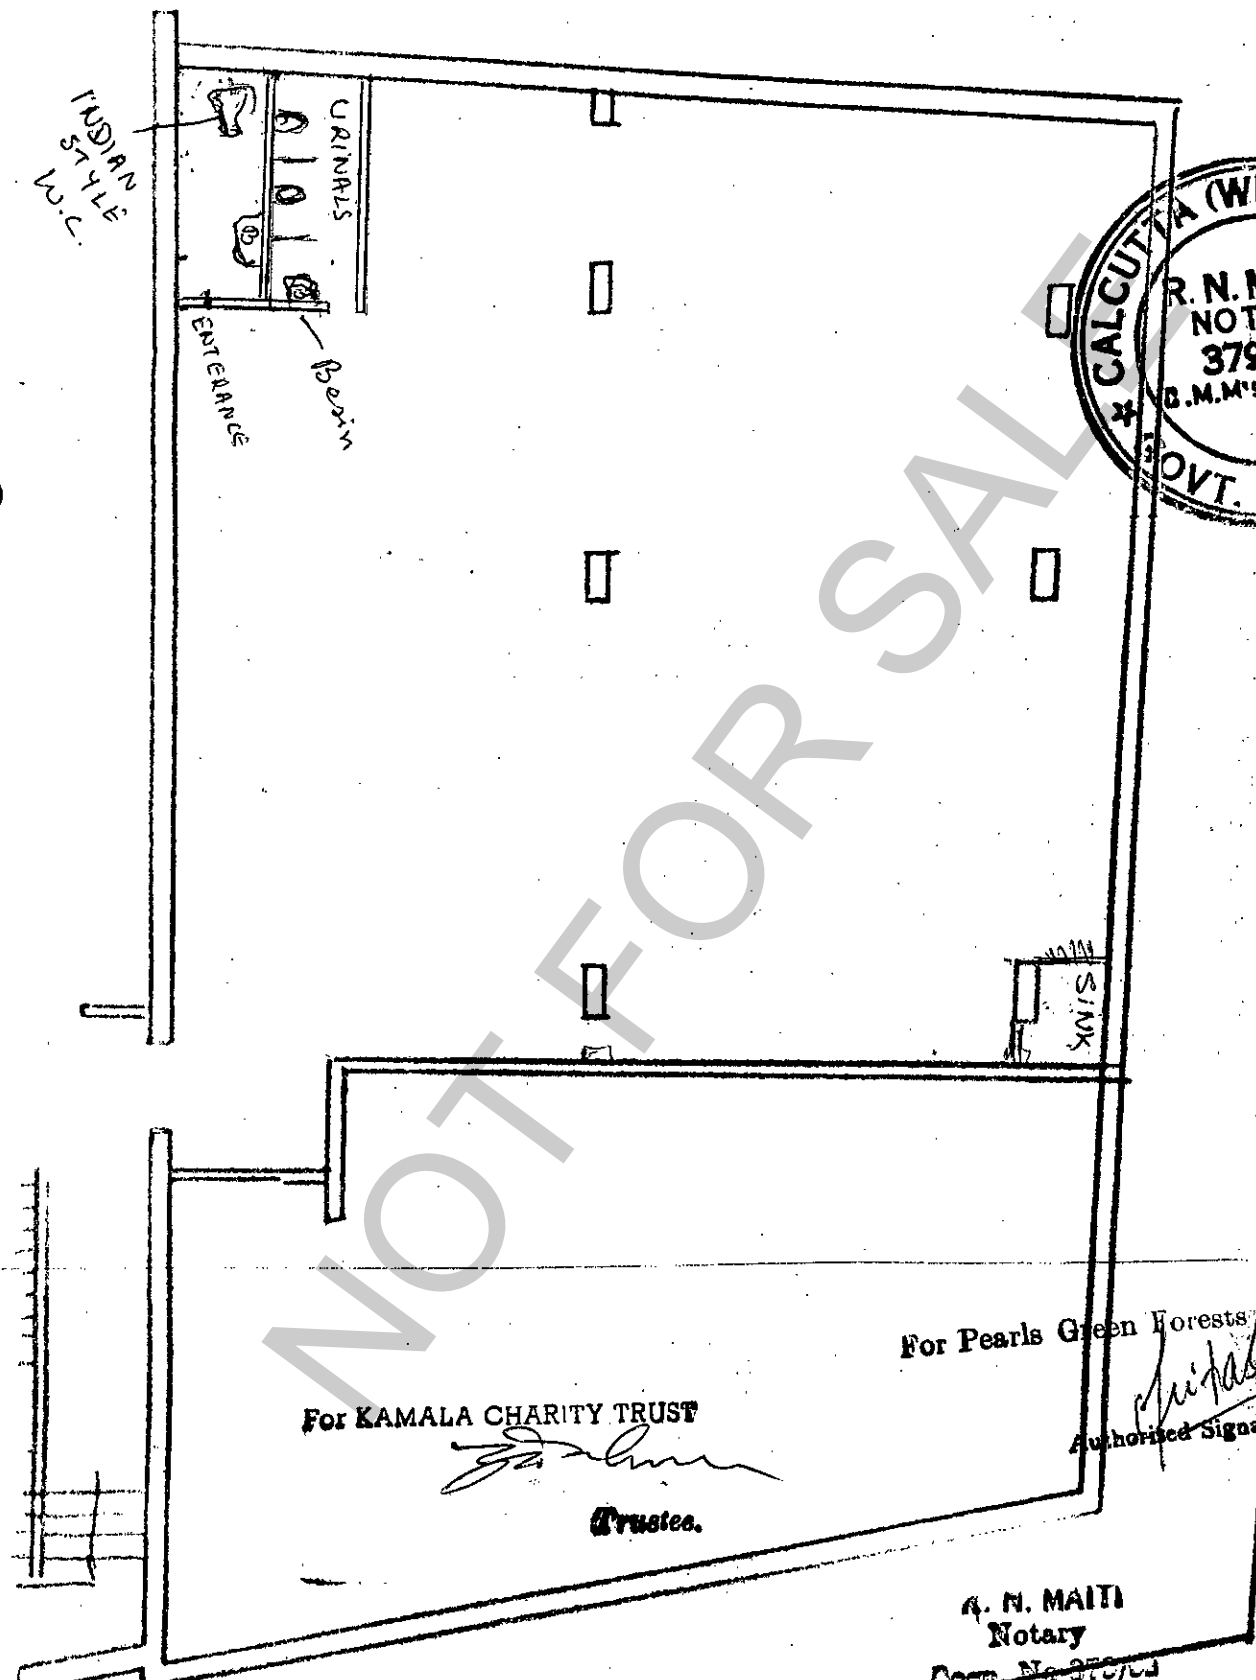 INDIAN
STYLE
W.C.
URINALS
B
ENTERANCE
Basin
CALCUTTA (W
R. N. M
NOT
379
C.M.M's
GOVT.
SINK
NOT FOR SALE
For Pearls Green Forests
Authorised Signa
For KAMALA CHARITY TRUST
Trustee.
R. N. MAITI
Notary